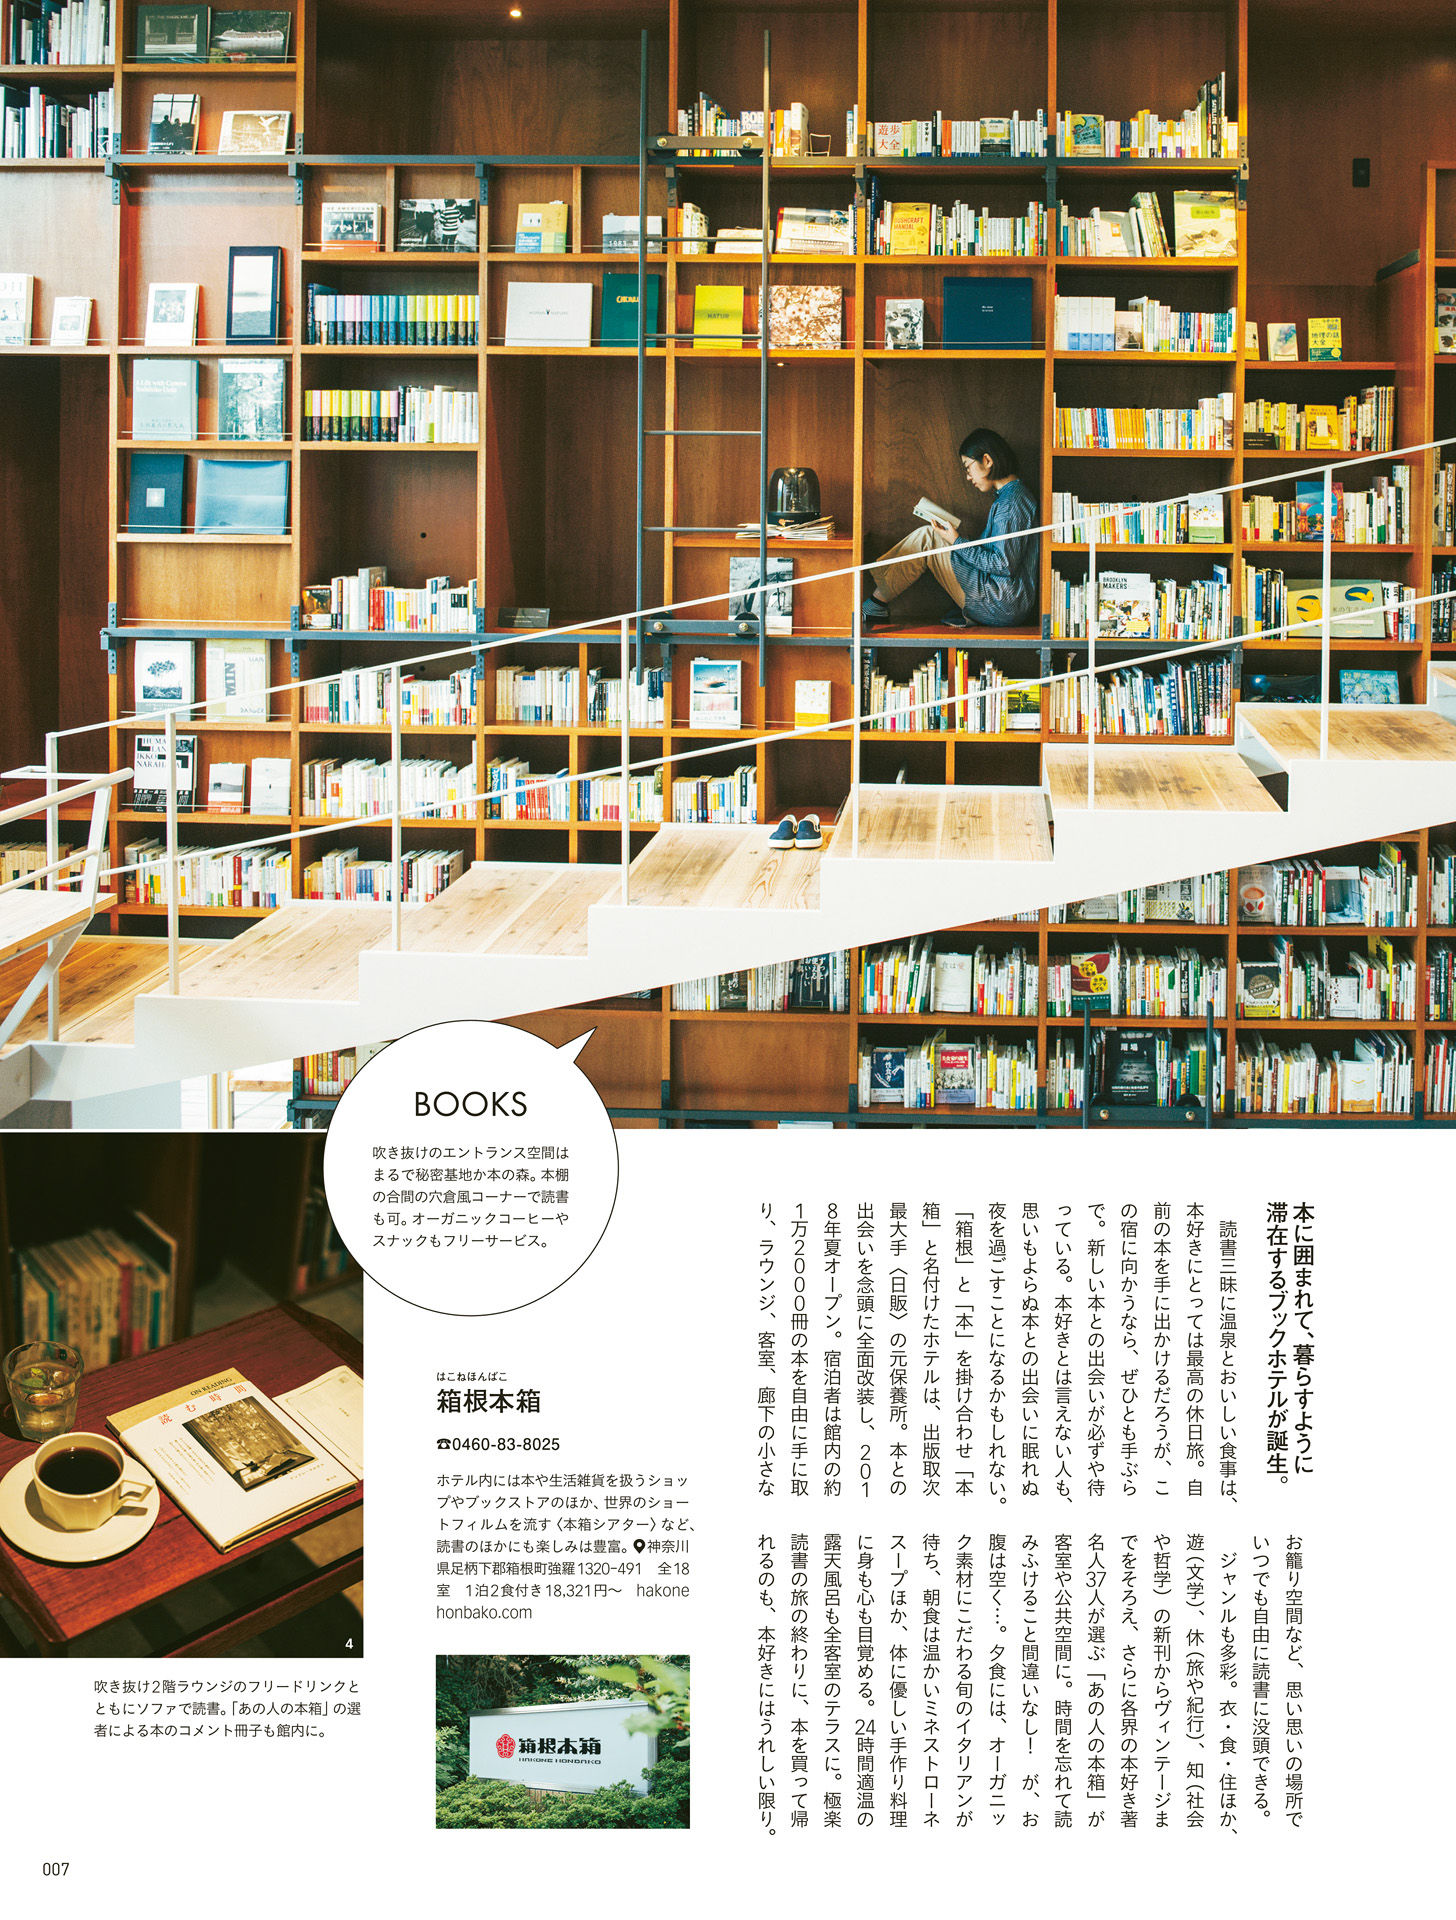 BOOKS
吹き抜けのエントランス空間は
まるで秘密基地か本の森。本棚
の合間の穴倉風コーナーで読書
も可。オーガニックコーヒーや
スナックもフリーサービス。
本に囲まれて、暮らすように
滞在するブックホテルが誕生。
読書三昧に温泉とおいしい食事は、
本好きにとっては最高の休日旅。自
前の本を手に出かけるだろうが、こ
の宿に向かうなら、ぜひとも手ぶら
で。新しい本との出会いが必ずや待
っている。本好きとは言えない人も、
思いもよらぬ本との出会いに眠れぬ
夜を過ごすことになるかもしれない。
「箱根」と「本」を掛け合わせ「本
箱」と名付けたホテルは、出版取次
最大手〈日販〉の元保養所。本との
出会いを念頭に全面改装し、201
8年夏オープン。宿泊者は館内の約
1万2000冊の本を自由に手に取
り、ラウンジ、客室、廊下の小さな
お籠り空間など、思い思いの場所で
いつでも自由に読書に没頭できる。
ジャンルも多彩。衣・食・住ほか、
遊(文学)、休(旅や紀行)、知(社会
や哲学)の新刊からヴィンテージま
でをそろえ、さらに各界の本好き著
名人37人が選ぶ「あの人の本箱」が
客室や公共空間に。時間を忘れて読
みふけること間違いなし! が、お
腹は空く…。夕食には、オーガニッ
ク素材にこだわる旬のイタリアンが
待ち、朝食は温かいミネストローネ
スープほか、体に優しい手作り料理
に身も心も目覚める。24時間適温の
露天風呂も全客室のテラスに。極楽
読書の旅の終わりに、本を買って帰
れるのも、本好きにはうれしい限り。
はこねほんばこ
箱根本箱
☎0460-83-8025
ホテル内には本や生活雑貨を扱うショッ
プやブックストアのほか、世界のショー
トフィルムを流す〈本箱シアター〉など、
読書のほかにも楽しみは豊富。神奈川
県足柄下郡箱根町強羅1320-491 全18
室 1泊2食付き18,321円〜 hakone
honbako.com
箱根本箱
HAKONE HONBAKO
ON READING
読む時間
4
吹き抜け2階ラウンジのフリードリンクと
ともにソファで読書。「あの人の本箱」の選
者による本のコメント冊子も館内に。
007
遊歩
大全
BUSHCRAFT
MANUAL
NATUR
地理の話
大全
BROOKLYN
MAKERS
HUMAN
LAND
IKKO
NARAHARA
食は愛